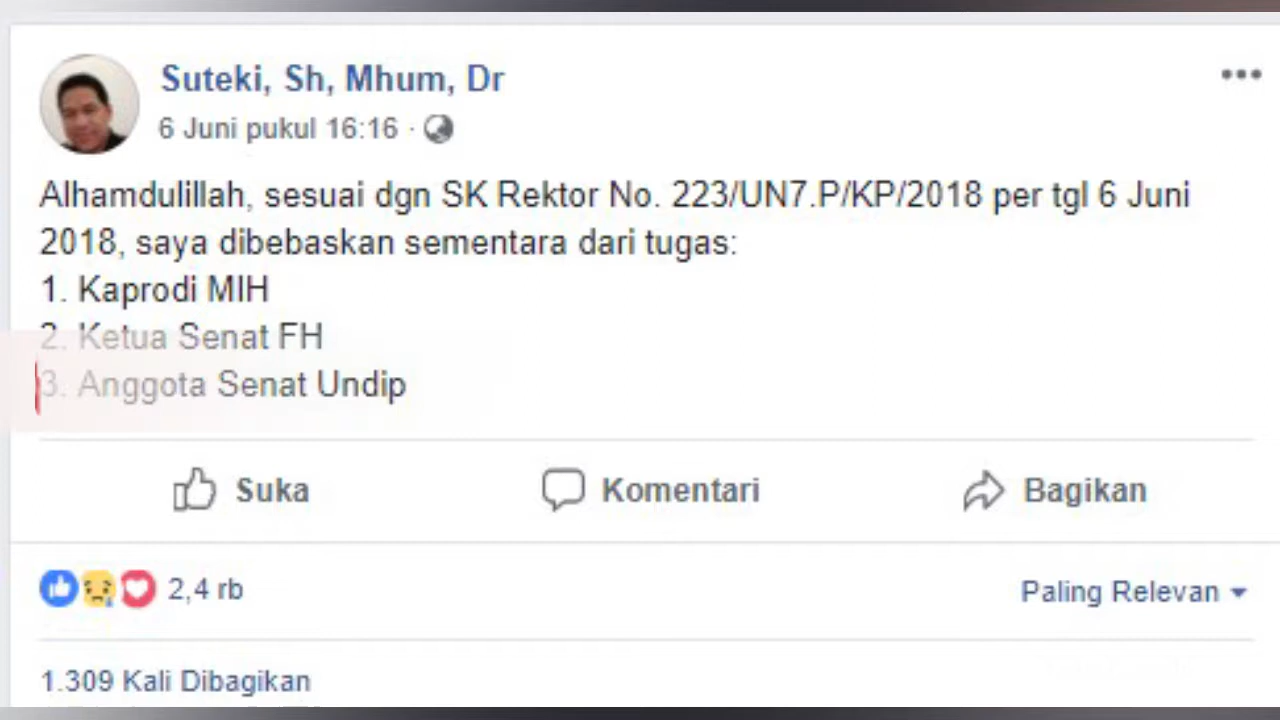 Suteki, Sh, Mhum, Dr
6 Juni pukul 16:16 ·
Alhamdulillah, sesuai dgn SK Rektor No. 223/UN7.P/KP/2018 per tgl 6 Juni
2018, saya dibebaskan sementara dari tugas:
1. Kaprodi MIH
2. Ketua Senat FH
3. Anggota Senat Undip
Suka Komentari Bagikan
2,4 rb Paling Relevan
1.309 Kali Dibagikan